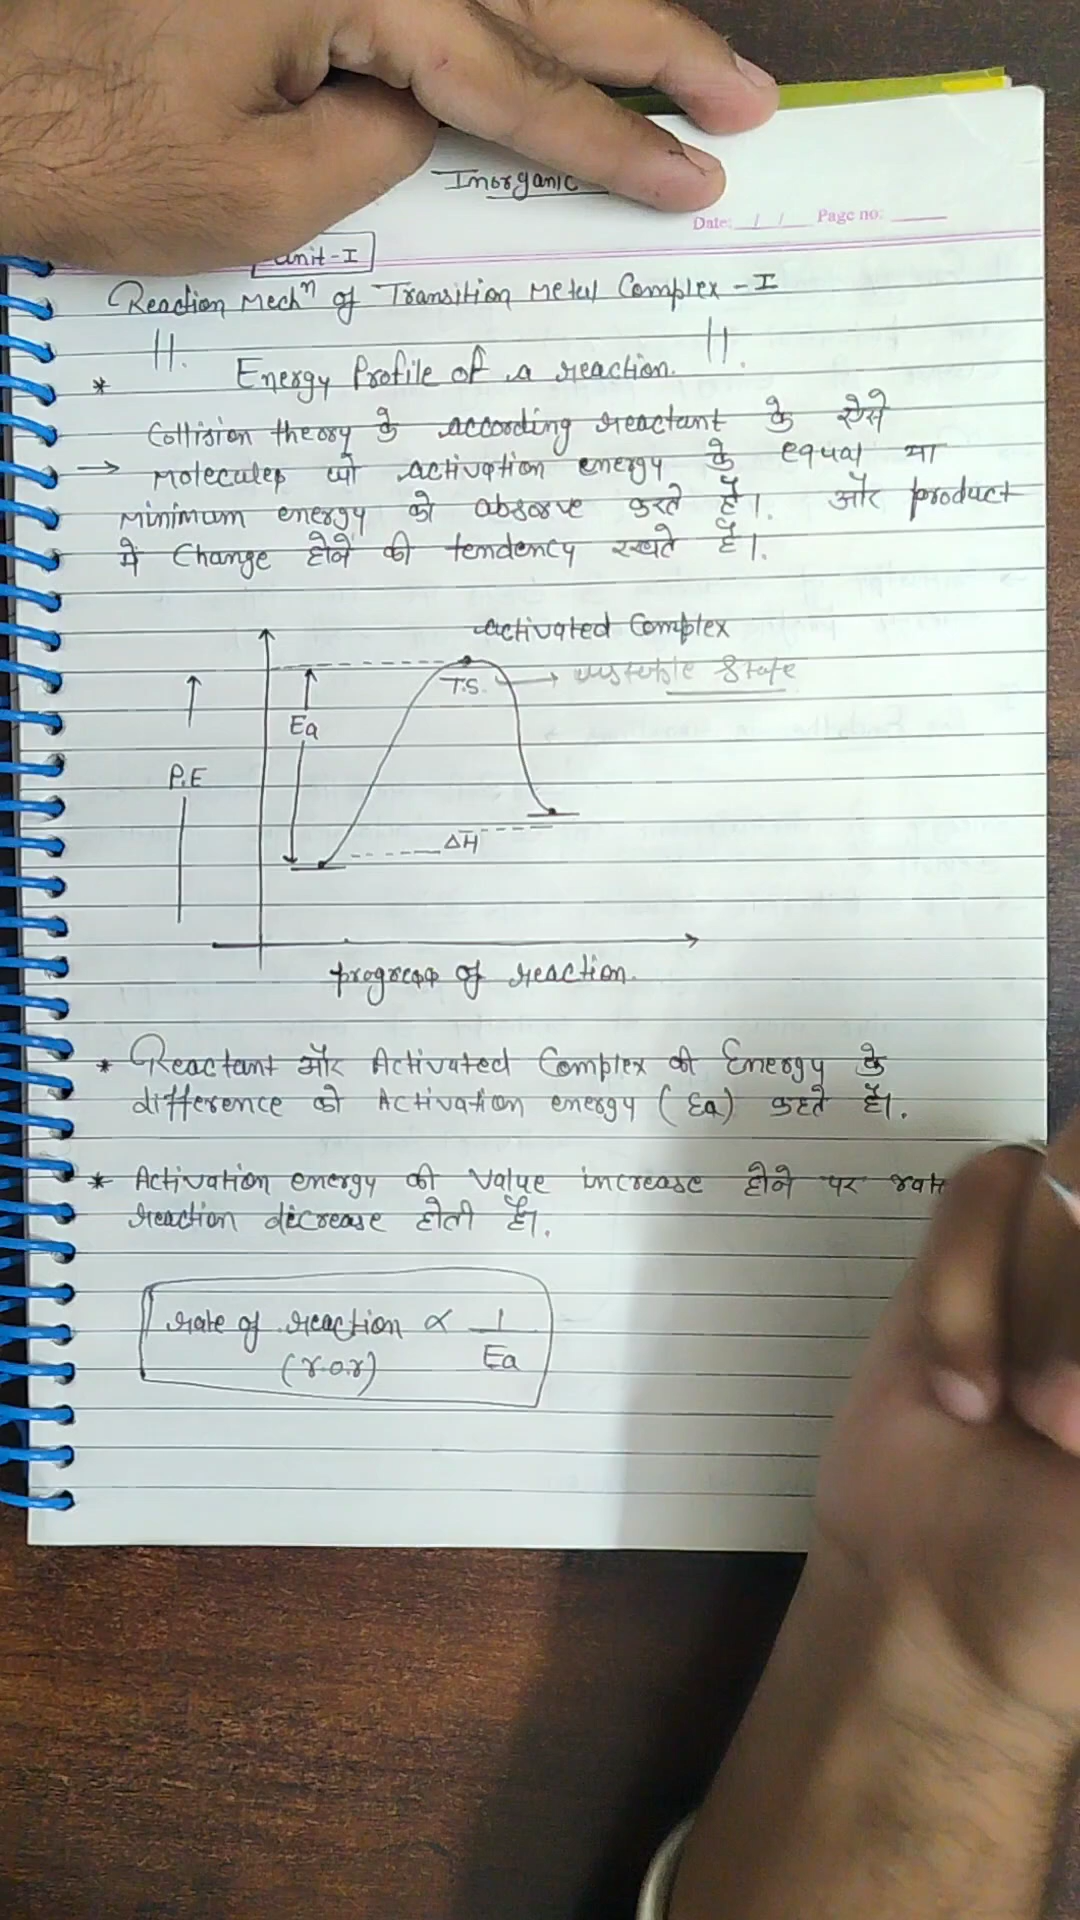 Inorganic
Date: / / Page no:
Unit-I
Reaction Mechⁿ of Transition Metal Complex - I
* Energy Profile of a reaction.
Collision theory के according reactant के ऐसे
→ molecules जो activation energy के equal या
minimum energy को absorve करते हैं। और product
में Change होने की tendency रखते हैं।.
activated Complex
T.S. → unstable State
Ea
P.E
ΔH
progress of reaction.
* Reactant और Activated Complex की Energy के
difference को Activation energy (Ea) कहते हैं।.
* Activation energy की value increase होने पर rate
reaction decrease होती है।.
rate of reaction ∝ 1/Ea
(r.o.r)